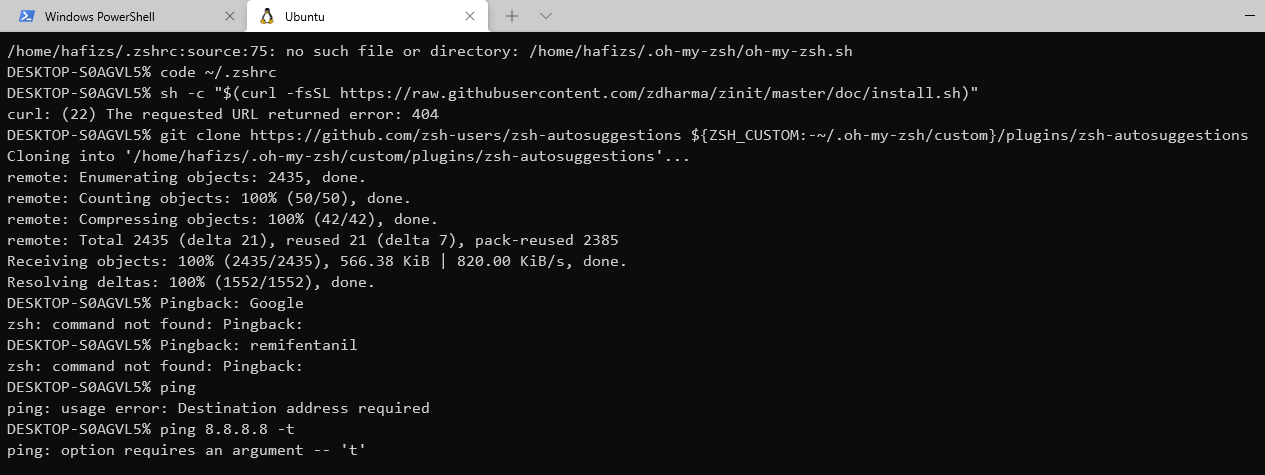 Windows PowerShell
Ubuntu
/home/hafizs/.zshrc:source:75: no such file or directory: /home/hafizs/.oh-my-zsh/oh-my-zsh.sh
DESKTOP-S0AGVL5% code ~/.zshrc
DESKTOP-S0AGVL5% sh -c "$(curl -fsSL https://raw.githubusercontent.com/zdharma/zinit/master/doc/install.sh)"
curl: (22) The requested URL returned error: 404
DESKTOP-S0AGVL5% git clone https://github.com/zsh-users/zsh-autosuggestions ${ZSH_CUSTOM:-~/.oh-my-zsh/custom}/plugins/zsh-autosuggestions
Cloning into '/home/hafizs/.oh-my-zsh/custom/plugins/zsh-autosuggestions'...
remote: Enumerating objects: 2435, done.
remote: Counting objects: 100% (50/50), done.
remote: Compressing objects: 100% (42/42), done.
remote: Total 2435 (delta 21), reused 21 (delta 7), pack-reused 2385
Receiving objects: 100% (2435/2435), 566.38 KiB | 820.00 KiB/s, done.
Resolving deltas: 100% (1552/1552), done.
DESKTOP-S0AGVL5% Pingback: Google
zsh: command not found: Pingback:
DESKTOP-S0AGVL5% Pingback: remifentanil
zsh: command not found: Pingback:
DESKTOP-S0AGVL5% ping
ping: usage error: Destination address required
DESKTOP-S0AGVL5% ping 8.8.8.8 -t
ping: option requires an argument -- 't'